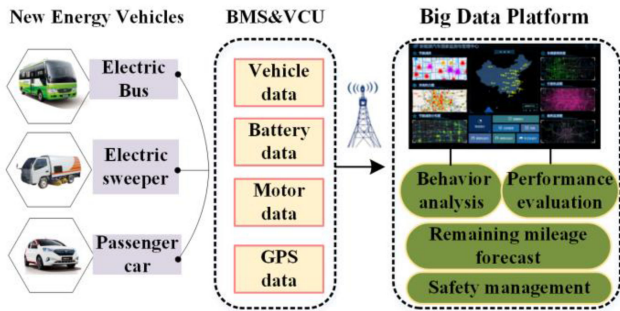 New Energy Vehicles
BMS&VCU
Big Data Platform
Electric
Bus
Electric
sweeper
Passenger
car
Vehicle
data
Battery
data
Motor
data
GPS
data
Behavior
analysis
Performance
evaluation
Remaining mileage
forecast
Safety management